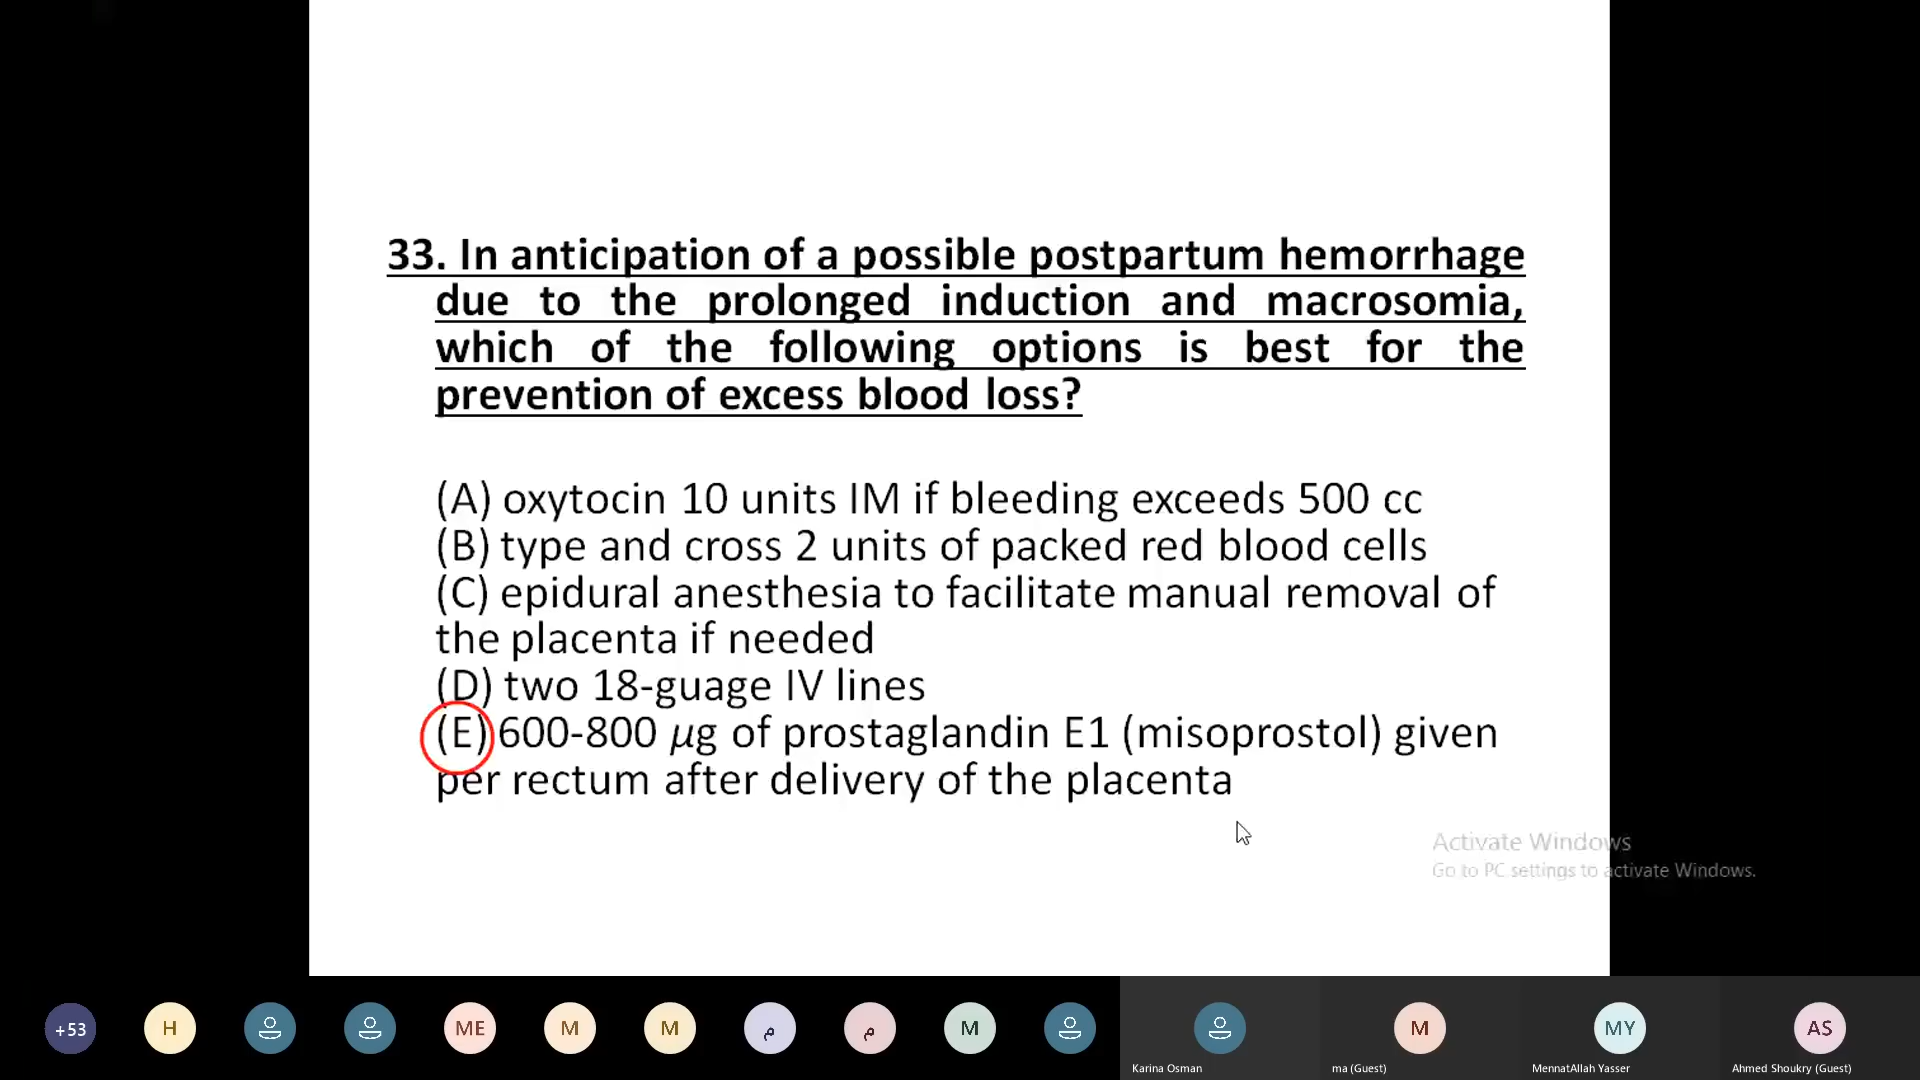 33. In anticipation of a possible postpartum hemorrhage
due to the prolonged induction and macrosomia,
which of the following options is best for the
prevention of excess blood loss?
(A) oxytocin 10 units IM if bleeding exceeds 500 cc
(B) type and cross 2 units of packed red blood cells
(C) epidural anesthesia to facilitate manual removal of
the placenta if needed
(D) two 18-guage IV lines
(E) 600-800 µg of prostaglandin E1 (misoprostol) given
per rectum after delivery of the placenta
Activate Windows
Go to PC settings to activate Windows.
+53 H ME M M م م M M MY AS
Karina Osman ma (Guest) MennatAllah Yasser Ahmed Shoukry (Guest)